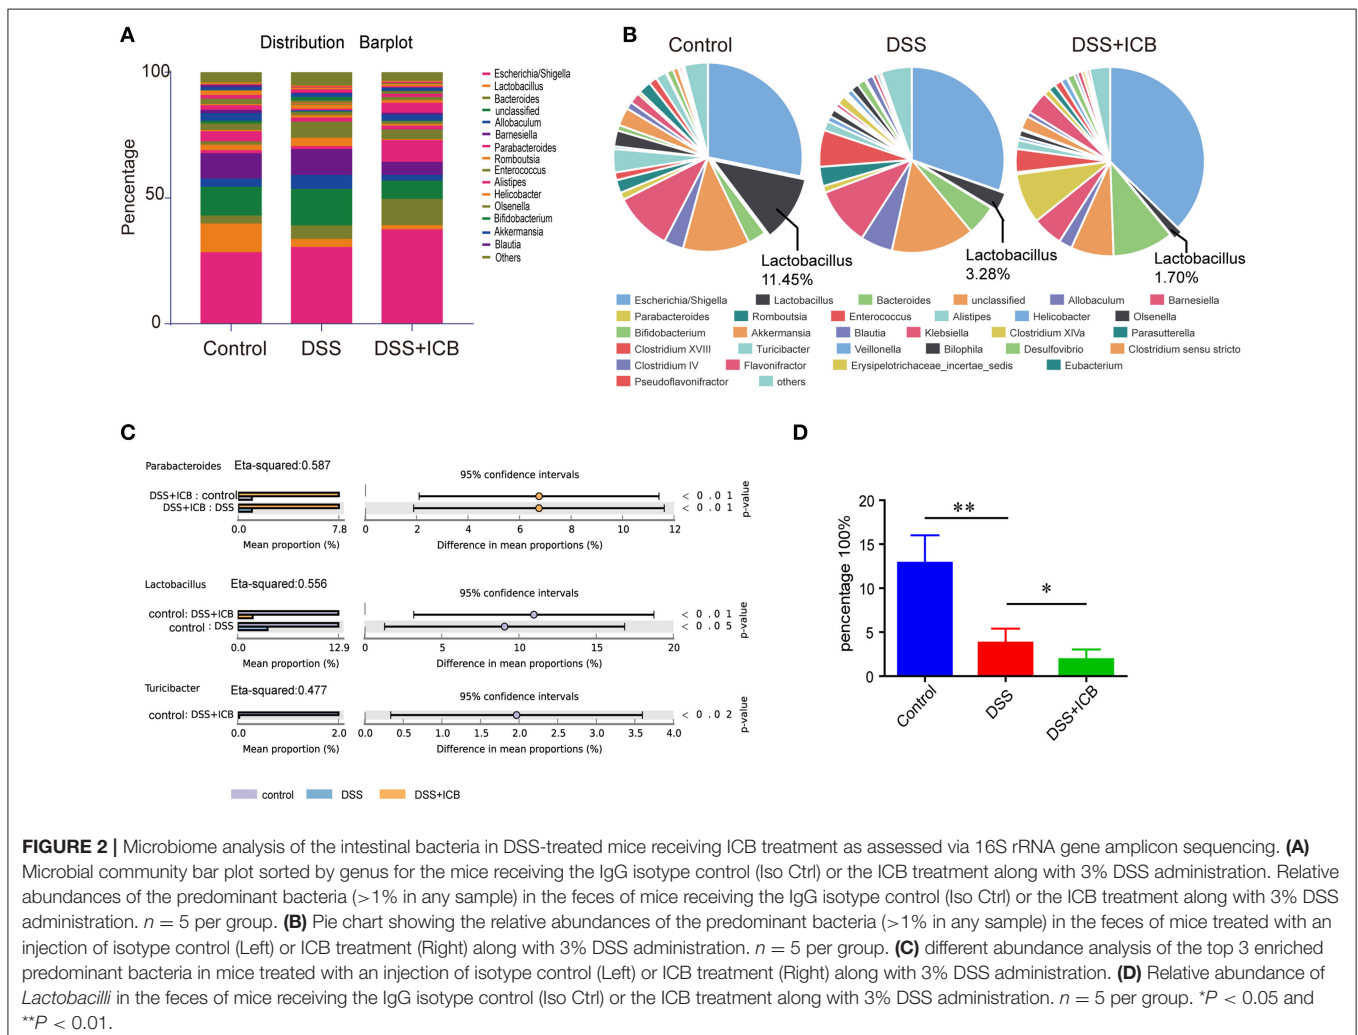 A
Distribution Barplot
Pencentage
100
50
0
Control DSS DSS+ICB
Escherichia/Shigella
Lactobacillus
Bacteroides
unclassified
Allobaculum
Barnesiella
Parabacteroides
Romboutsia
Enterococcus
Alistipes
Helicobacter
Olsenella
Bifidobacterium
Akkermansia
Blautia
Others
B
Control DSS DSS+ICB
Lactobacillus
11.45%
Lactobacillus
3.28%
Lactobacillus
1.70%
Escherichia/Shigella Lactobacillus Bacteroides unclassified Allobaculum Barnesiella
Parabacteroides Romboutsia Enterococcus Alistipes Helicobacter Olsenella
Bifidobacterium Akkermansia Blautia Klebsiella Clostridium XIVa Parasutterella
Clostridium XVIII Turicibacter Veillonella Bilophila Desulfovibrio Clostridium sensu stricto
Clostridium IV Flavonifractor Erysipelotrichaceae_incertae_sedis Eubacterium
Pseudoflavonifractor others
C
Parabacteroides Eta-squared:0.587
95% confidence intervals
DSS+ICB : control < 0.01
DSS+ICB : DSS < 0.01
p-value
0.0 7.8 0 2 4 6 8 10 12
Mean proportion (%) Difference in mean proportions (%)
Lactobacillus Eta-squared:0.556
95% confidence intervals
control: DSS+ICB < 0.01
control : DSS < 0.05
p-value
0.0 12.9 0 5 10 15 20
Mean proportion (%) Difference in mean proportions (%)
Turicibacter Eta-squared:0.477
95% confidence intervals
control: DSS+ICB < 0.02
p-value
0.0 2.0 0.0 0.5 1.0 1.5 2.0 2.5 3.0 3.5 4.0
Mean proportion (%) Difference in mean proportions (%)
control DSS DSS+ICB
D
pencentage 100%
20
15
10
5
0
**
*
Control DSS DSS+ICB
FIGURE 2 | Microbiome analysis of the intestinal bacteria in DSS-treated mice receiving ICB treatment as assessed via 16S rRNA gene amplicon sequencing. (A)
Microbial community bar plot sorted by genus for the mice receiving the IgG isotype control (Iso Ctrl) or the ICB treatment along with 3% DSS administration. Relative
abundances of the predominant bacteria (>1% in any sample) in the feces of mice receiving the IgG isotype control (Iso Ctrl) or the ICB treatment along with 3% DSS
administration. n = 5 per group. (B) Pie chart showing the relative abundances of the predominant bacteria (>1% in any sample) in the feces of mice treated with an
injection of isotype control (Left) or ICB treatment (Right) along with 3% DSS administration. n = 5 per group. (C) different abundance analysis of the top 3 enriched
predominant bacteria in mice treated with an injection of isotype control (Left) or ICB treatment (Right) along with 3% DSS administration. (D) Relative abundance of
Lactobacilli in the feces of mice receiving the IgG isotype control (Iso Ctrl) or the ICB treatment along with 3% DSS administration. n = 5 per group. *P < 0.05 and
**P < 0.01.